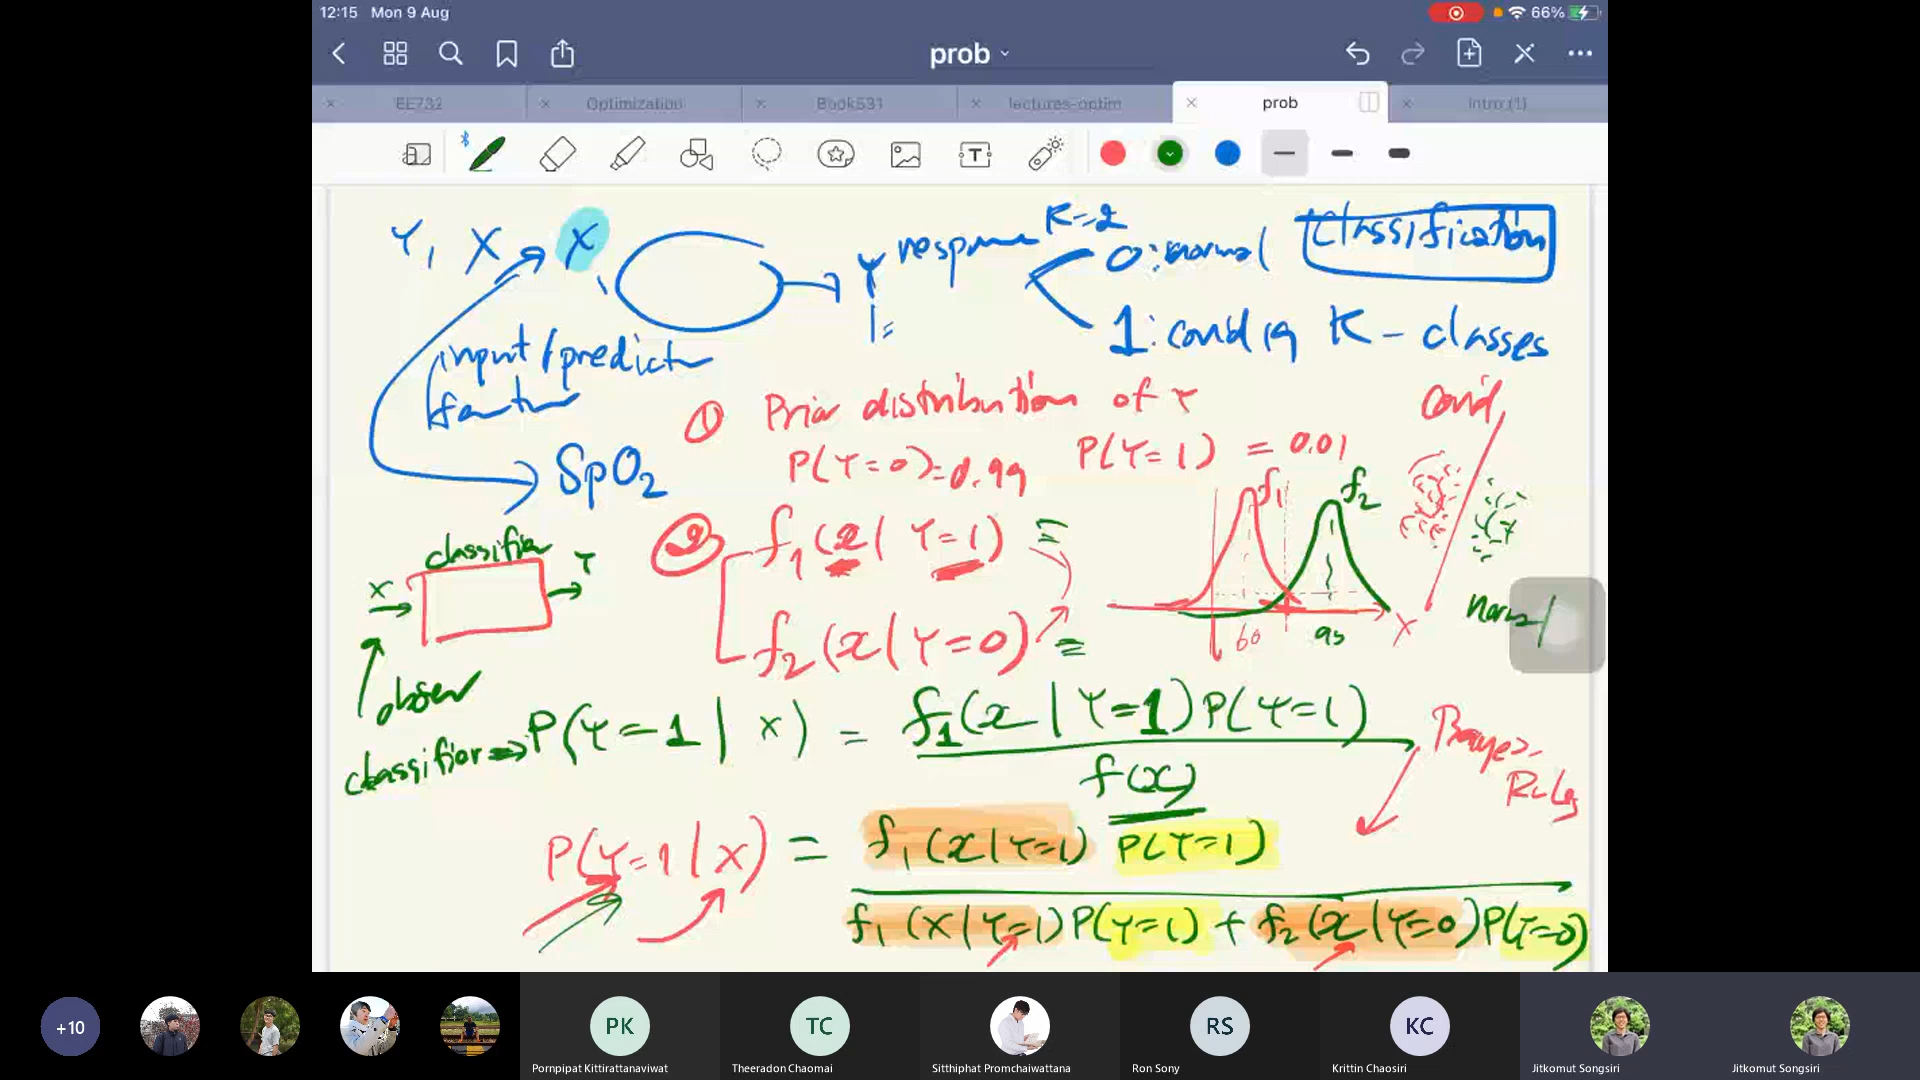 12:15 Mon 9 Aug 66%
prob
EE732 Optimization Book531 lectures-optim prob Intro (1)
Y, X X Y response K=2 Classification
0: normal
1: covid 19 K - classes
input / predictor
SpO2
① Prior distribution of Y
P(Y=0)=0.99 P(Y=1) = 0.01
Covid,
f1 f2
② f1(x | Y=1) =
classifier
X Y
f2(x | Y=0) =
60 95 X
normal
classifier ⇒ P(Y=1 | x) = f1(x | Y=1) P(Y=1)
f(x)
Bayes
Rules
P(Y=1 | X) = f1(x | Y=1) P(Y=1)
f1(x | Y=1) P(Y=1) + f2(x | Y=0) P(Y=0)
+10 PK TC RS KC
Pornpipat Kittirattanaviwat Theeradon Chaomai Sitthiphat Promchaiwattana Ron Sony Krittin Chaosiri Jitkomut Songsiri Jitkomut Songsiri